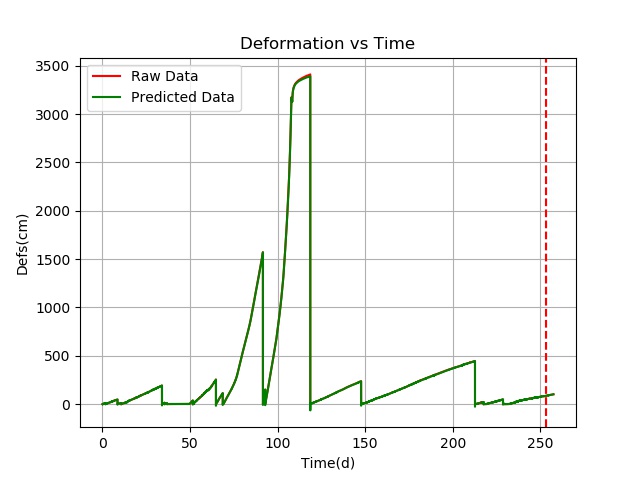 Deformation vs Time
Raw Data
Predicted Data
Defs(cm)
3500
3000
2500
2000
1500
1000
500
0
0 50 100 150 200 250
Time(d)